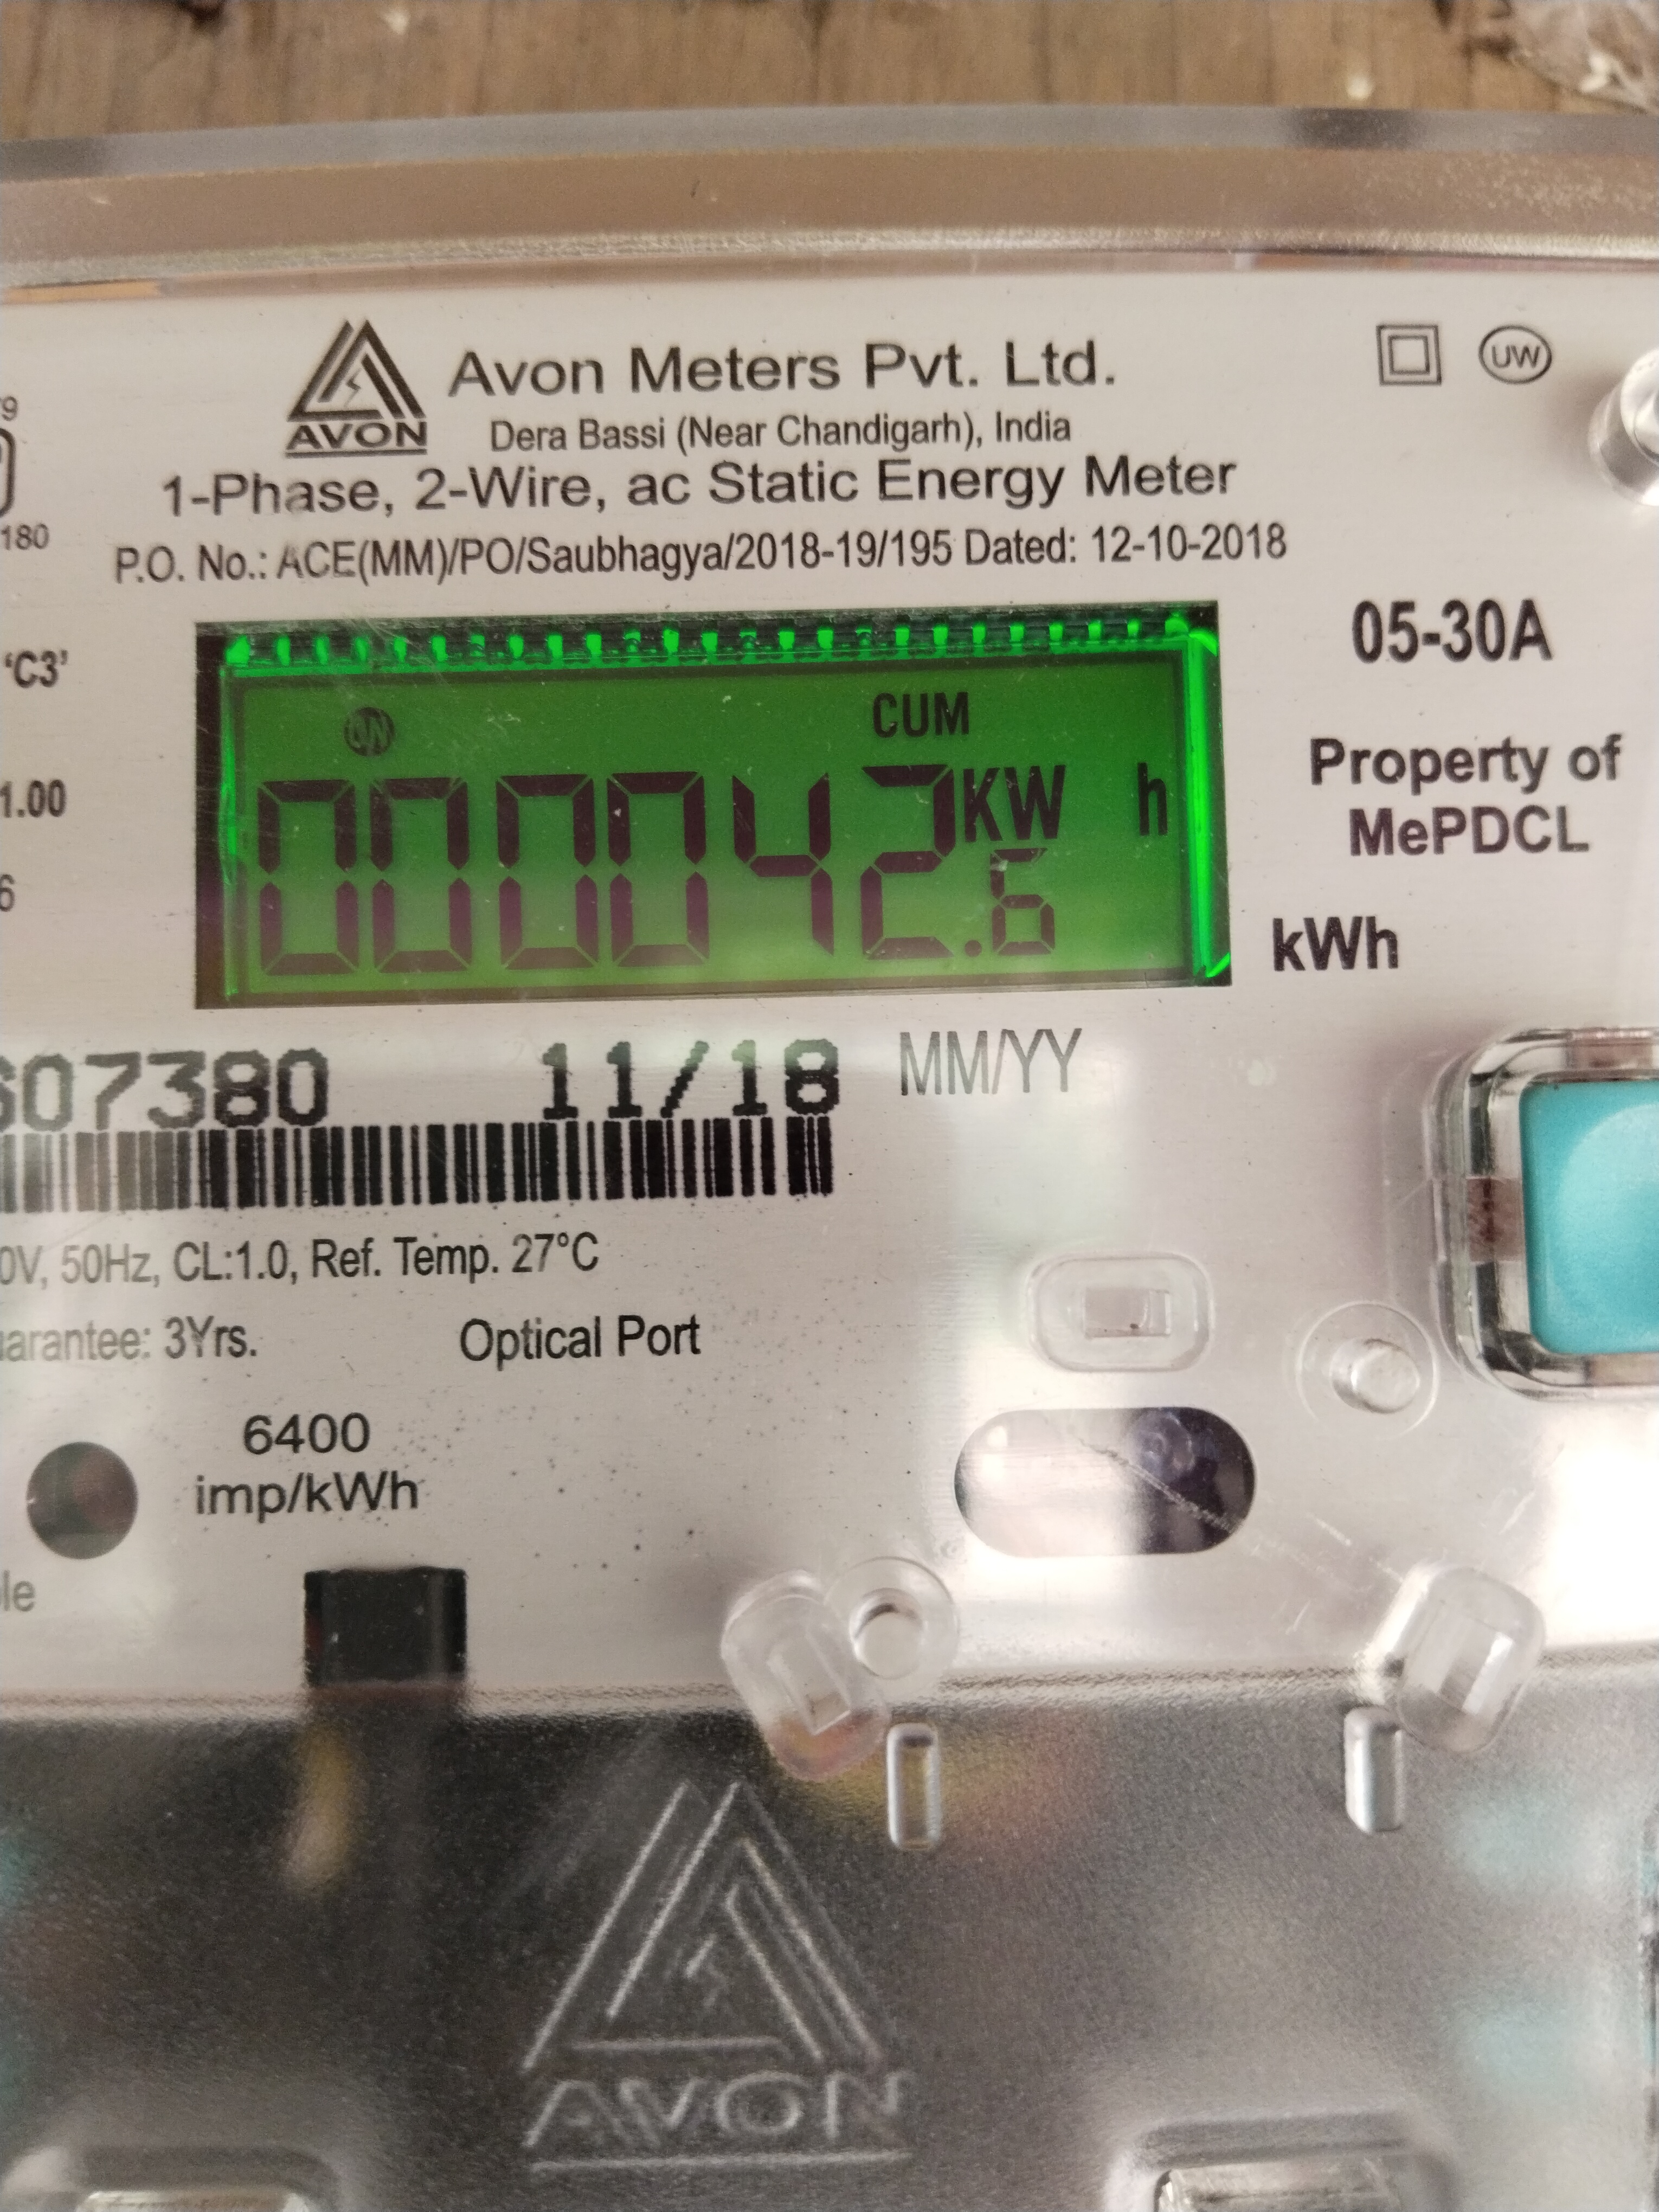 AVON
Avon Meters Pvt. Ltd.
Dera Bassi (Near Chandigarh), India
1-Phase, 2-Wire, ac Static Energy Meter
P.O. No.: ACE(MM)/PO/Saubhagya/2018-19/195 Dated: 12-10-2018
UW
180
'C3'
05-30A
CUM
1.00
000042.6 KW h
Property of
MePDCL
kWh
607380 11/18 MM/YY
0V, 50Hz, CL:1.0, Ref. Temp. 27°C
uarantee: 3Yrs.
Optical Port
6400
imp/kWh
AVON